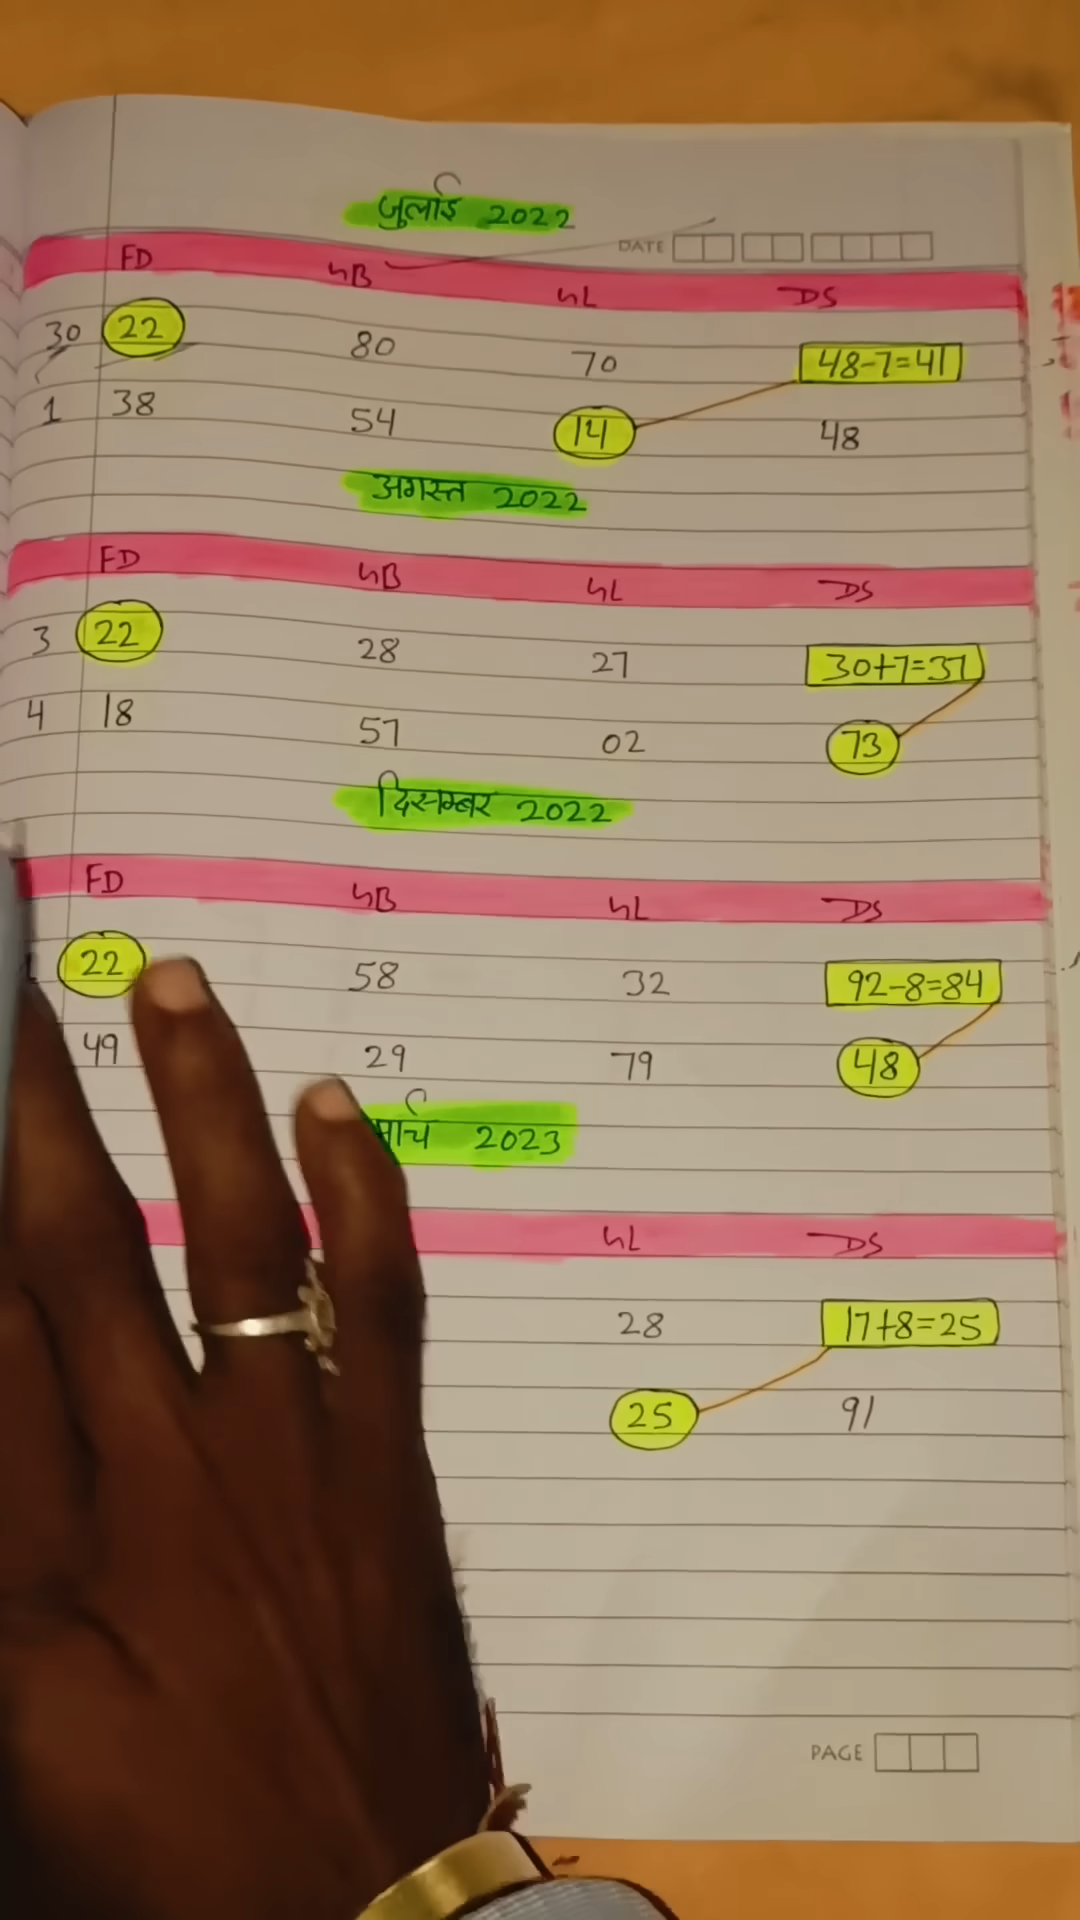 जुलाई 2022
DATE
FD GB GL DS
30 22 80 70 48-7=41
1 38 54 14 48
अगस्त 2022
FD GB GL DS
3 22 28 27 30+7=37
4 18 57 02 73
दिसम्बर 2022
FD GB GL DS
22 58 32 92-8=84
49 29 79 48
मार्च 2023
GL DS
28 17+8=25
25 91
PAGE